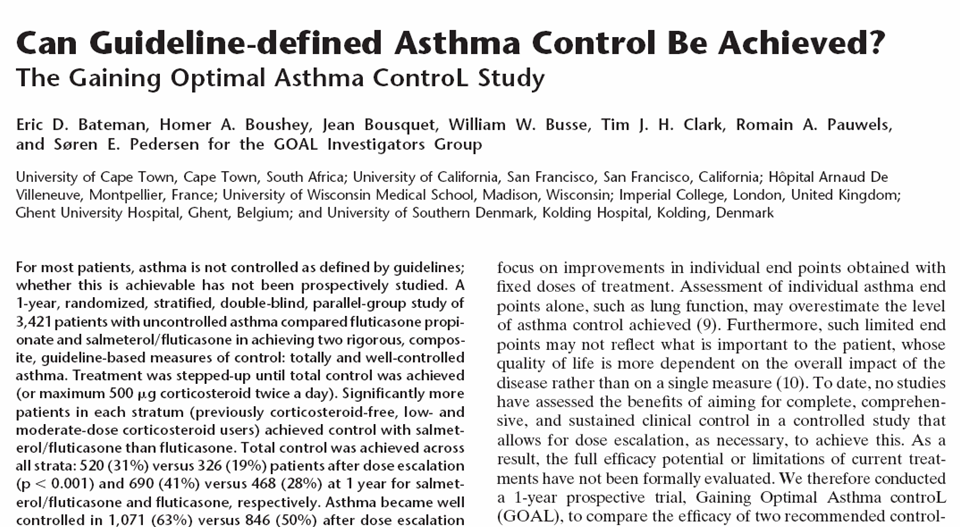 Can Guideline-defined Asthma Control Be Achieved?
The Gaining Optimal Asthma ControL Study
Eric D. Bateman, Homer A. Boushey, Jean Bousquet, William W. Busse, Tim J. H. Clark, Romain A. Pauwels,
and Søren E. Pedersen for the GOAL Investigators Group
University of Cape Town, Cape Town, South Africa; University of California, San Francisco, San Francisco, California; Hôpital Arnaud De
Villeneuve, Montpellier, France; University of Wisconsin Medical School, Madison, Wisconsin; Imperial College, London, United Kingdom;
Ghent University Hospital, Ghent, Belgium; and University of Southern Denmark, Kolding Hospital, Kolding, Denmark
For most patients, asthma is not controlled as defined by guidelines;
whether this is achievable has not been prospectively studied. A
1-year, randomized, stratified, double-blind, parallel-group study of
3,421 patients with uncontrolled asthma compared fluticasone propi-
onate and salmeterol/fluticasone in achieving two rigorous, compos-
ite, guideline-based measures of control: totally and well-controlled
asthma. Treatment was stepped-up until total control was achieved
(or maximum 500 μg corticosteroid twice a day). Significantly more
patients in each stratum (previously corticosteroid-free, low- and
moderate-dose corticosteroid users) achieved control with salmet-
erol/fluticasone than fluticasone. Total control was achieved across
all strata: 520 (31%) versus 326 (19%) patients after dose escalation
(p < 0.001) and 690 (41%) versus 468 (28%) at 1 year for salmet-
erol/fluticasone and fluticasone, respectively. Asthma became well
controlled in 1,071 (63%) versus 846 (50%) after dose escalation
focus on improvements in individual end points obtained with
fixed doses of treatment. Assessment of individual asthma end
points alone, such as lung function, may overestimate the level
of asthma control achieved (9). Furthermore, such limited end
points may not reflect what is important to the patient, whose
quality of life is more dependent on the overall impact of the
disease rather than on a single measure (10). To date, no studies
have assessed the benefits of aiming for complete, comprehen-
sive, and sustained clinical control in a controlled study that
allows for dose escalation, as necessary, to achieve this. As a
result, the full efficacy potential or limitations of current treat-
ments have not been formally evaluated. We therefore conducted
a 1-year prospective trial, Gaining Optimal Asthma controL
(GOAL), to compare the efficacy of two recommended control-